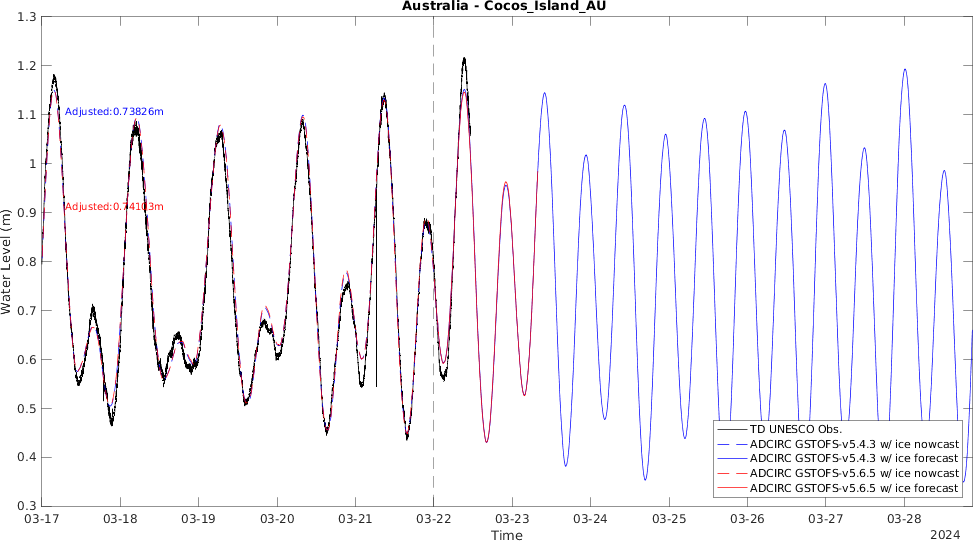 Australia - Cocos_Island_AU
1.3
1.2
1.1
1
0.9
0.8
0.7
0.6
0.5
0.4
0.3
Water Level (m)
Adjusted:0.73826m
Adjusted:0.74103m
TD UNESCO Obs.
ADCIRC GSTOFS-v5.4.3 w/ ice nowcast
ADCIRC GSTOFS-v5.4.3 w/ ice forecast
ADCIRC GSTOFS-v5.6.5 w/ ice nowcast
ADCIRC GSTOFS-v5.6.5 w/ ice forecast
03-17 03-18 03-19 03-20 03-21 03-22 03-23 03-24 03-25 03-26 03-27 03-28
Time
2024